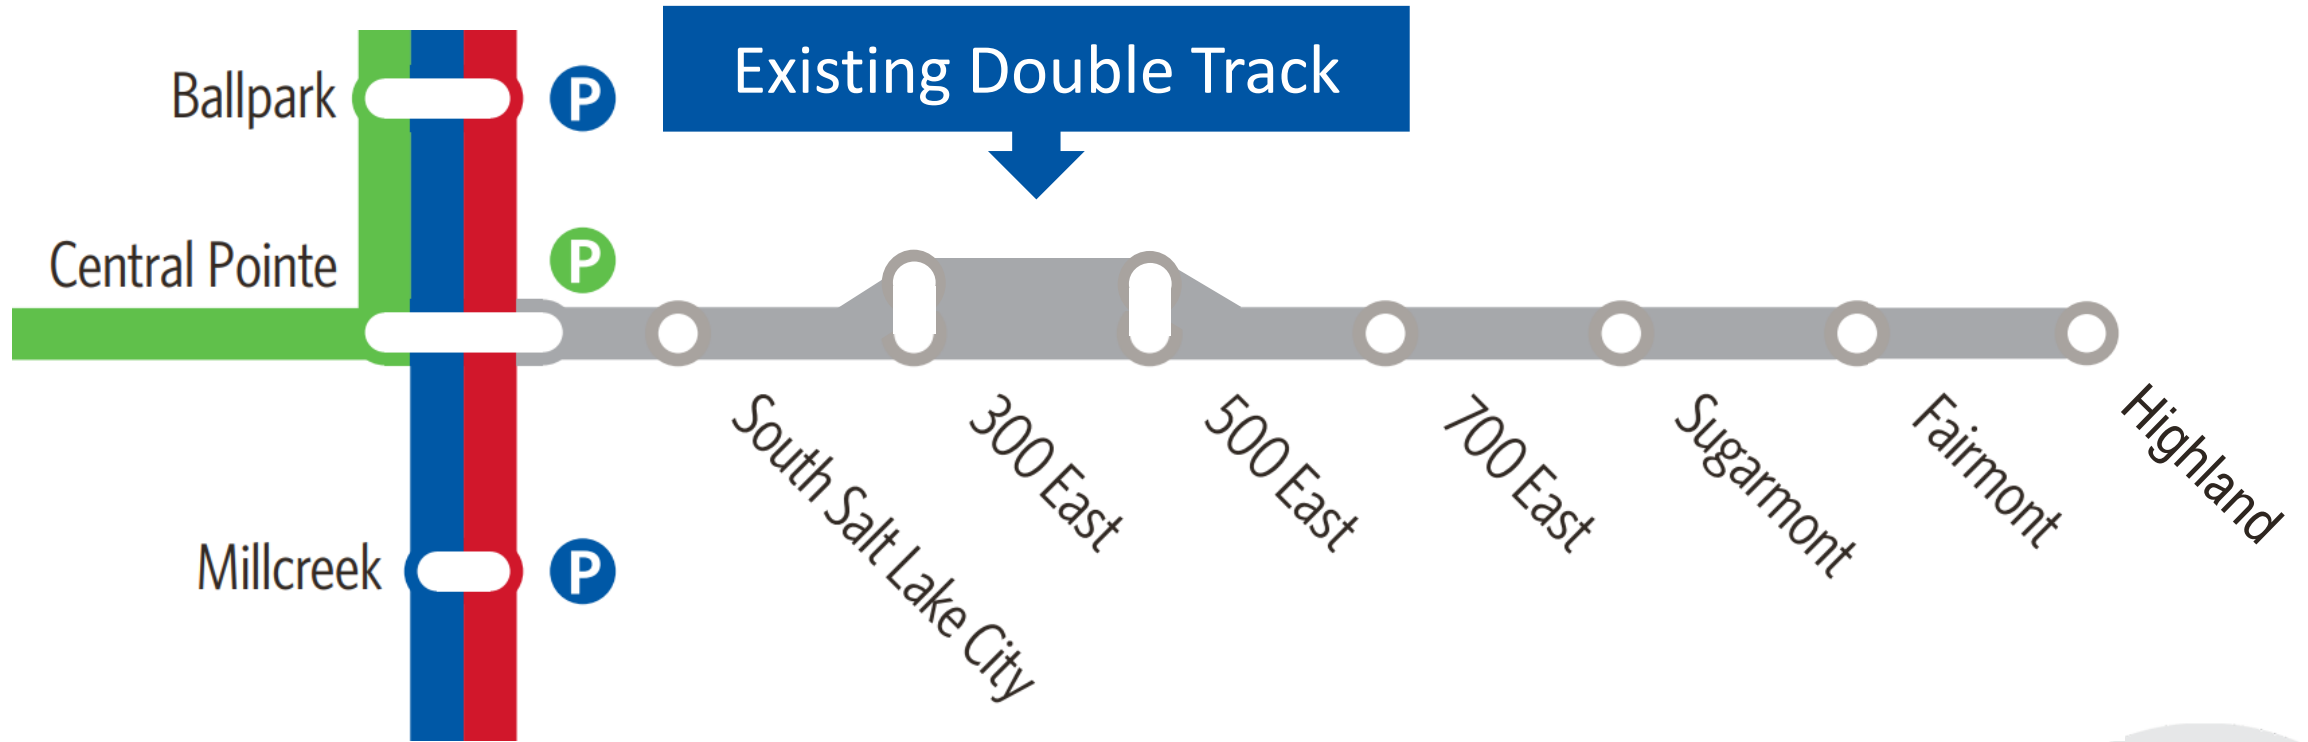 Existing Double Track
Ballpark
P
Central Pointe
P
South Salt Lake City
300 East
500 East
700 East
Sugarmont
Fairmont
Highland
Millcreek
P